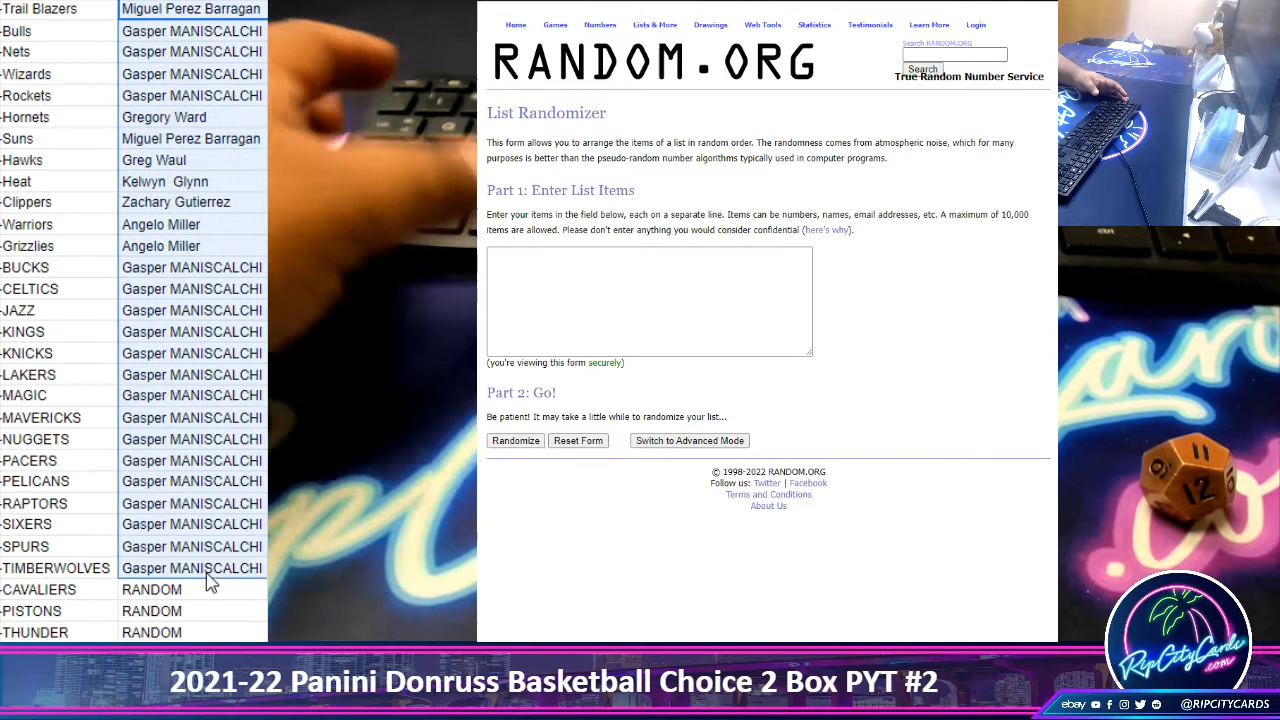 -Trail Blazers Miguel Perez Barragan
-Bulls Gasper MANISCALCHI
-Nets Gasper MANISCALCHI
-Wizards Gasper MANISCALCHI
-Rockets Gasper MANISCALCHI
-Hornets Gregory Ward
-Suns Miguel Perez Barragan
-Hawks Greg Waul
-Heat Kelwyn Glynn
-Clippers Zachary Gutierrez
-Warriors Angelo Miller
-Grizzlies Angelo Miller
-BUCKS Gasper MANISCALCHI
-CELTICS Gasper MANISCALCHI
-JAZZ Gasper MANISCALCHI
-KINGS Gasper MANISCALCHI
-KNICKS Gasper MANISCALCHI
-LAKERS Gasper MANISCALCHI
-MAGIC Gasper MANISCALCHI
-MAVERICKS Gasper MANISCALCHI
-NUGGETS Gasper MANISCALCHI
-PACERS Gasper MANISCALCHI
-PELICANS Gasper MANISCALCHI
-RAPTORS Gasper MANISCALCHI
-SIXERS Gasper MANISCALCHI
-SPURS Gasper MANISCALCHI
-TIMBERWOLVES Gasper MANISCALCHI
-CAVALIERS RANDOM
-PISTONS RANDOM
-THUNDER RANDOM
Home Games Numbers Lists & More Drawings Web Tools Statistics Testimonials Learn More Login
RANDOM.ORG
Search RANDOM.ORG
Search
True Random Number Service
List Randomizer
This form allows you to arrange the items of a list in random order. The randomness comes from atmospheric noise, which for many
purposes is better than the pseudo-random number algorithms typically used in computer programs.
Part 1: Enter List Items
Enter your items in the field below, each on a separate line. Items can be numbers, names, email addresses, etc. A maximum of 10,000
items are allowed. Please don't enter anything you would consider confidential (here's why).
(you're viewing this form securely)
Part 2: Go!
Be patient! It may take a little while to randomize your list...
Randomize Reset Form Switch to Advanced Mode
© 1998-2022 RANDOM.ORG
Follow us: Twitter | Facebook
Terms and Conditions
About Us
11
2
RipCityCards
.com
2021-22 Panini Donruss Basketball Choice 2 Box PYT #2
ebay @RIPCITYCARDS